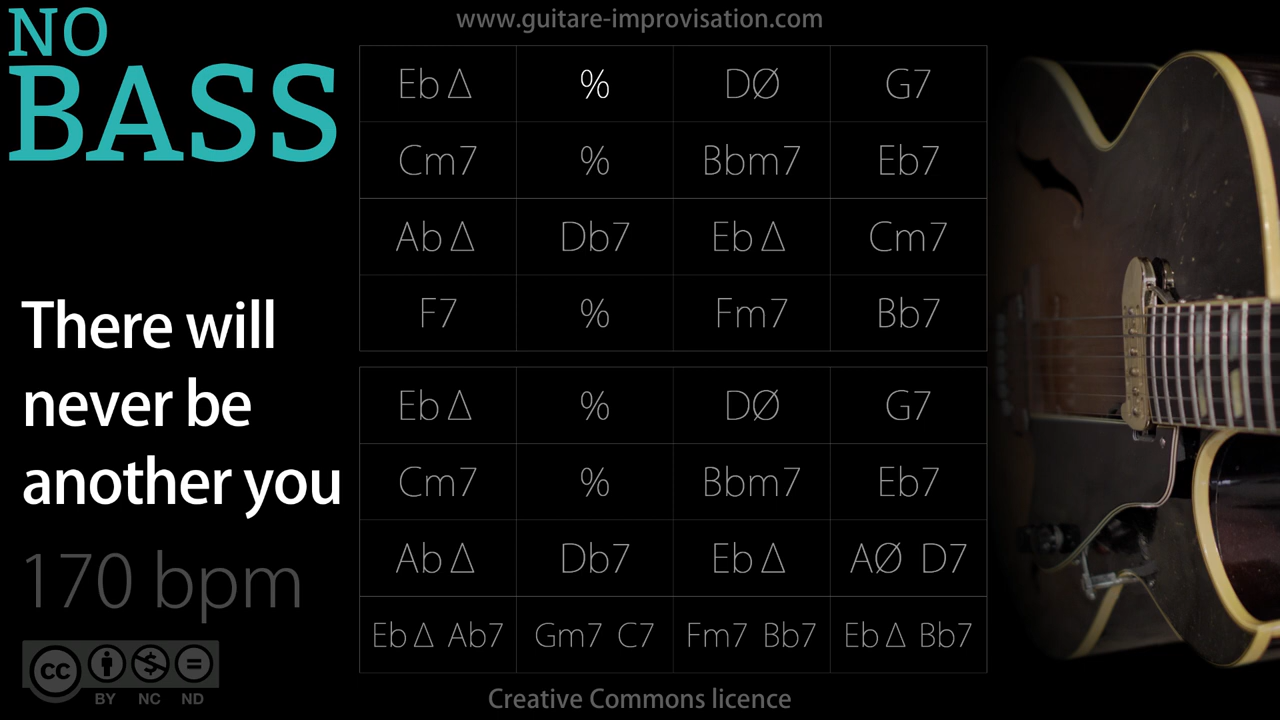 NO
BASS
www.guitare-improvisation.com
Eb Δ % DØ G7
Cm7 % Bbm7 Eb7
Ab Δ Db7 Eb Δ Cm7
F7 % Fm7 Bb7
Eb Δ % DØ G7
Cm7 % Bbm7 Eb7
Ab Δ Db7 Eb Δ AØ D7
Eb Δ Ab7 Gm7 C7 Fm7 Bb7 Eb Δ Bb7
There will
never be
another you
170 bpm
cc
BY NC ND
Creative Commons licence